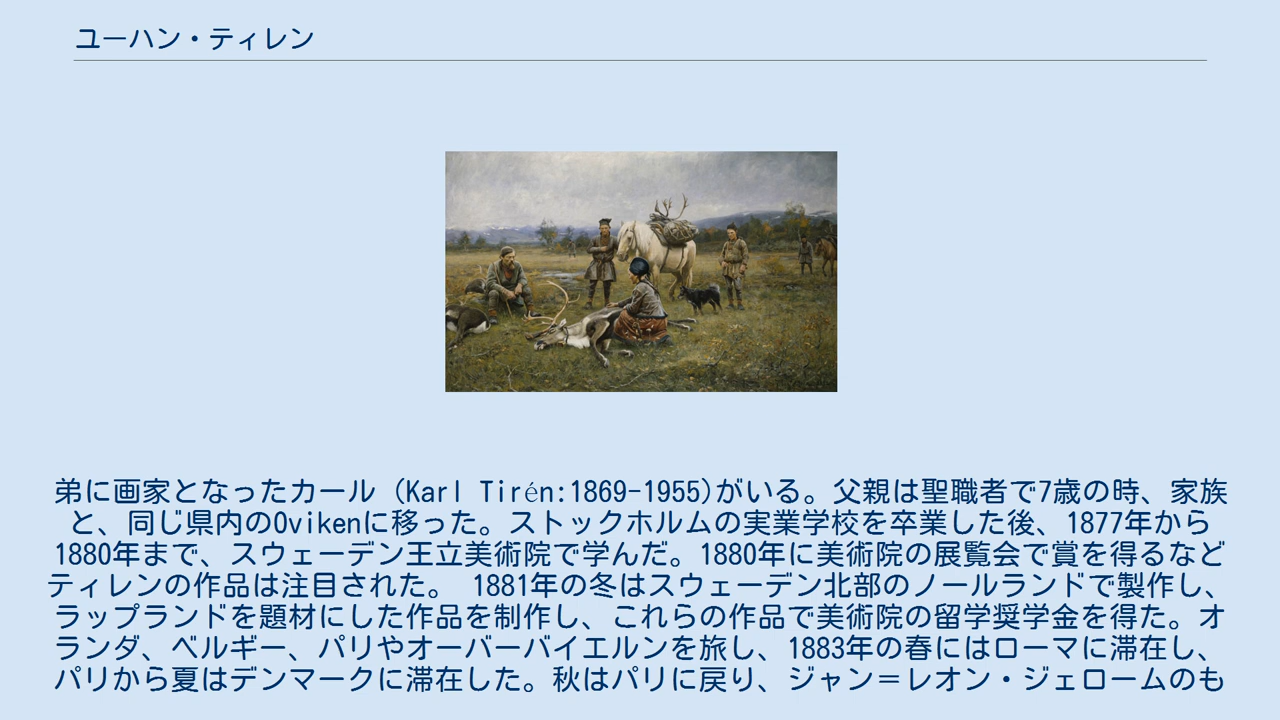 ユーハン・ティレン
弟に画家となったカール (Karl Tirén:1869-1955)がいる。父親は聖職者で7歳の時、家族
と、同じ県内のOvikenに移った。ストックホルムの実業学校を卒業した後、1877年から
1880年まで、スウェーデン王立美術院で学んだ。1880年に美術院の展覧会で賞を得るなど
ティレンの作品は注目された。 1881年の冬はスウェーデン北部のノールランドで製作し、
ラップランドを題材にした作品を制作し、これらの作品で美術院の留学奨学金を得た。オ
ランダ、ベルギー、パリやオーバーバイエルンを旅し、1883年の春にはローマに滞在し、
パリから夏はデンマークに滞在した。秋はパリに戻り、ジャン＝レオン・ジェロームのも